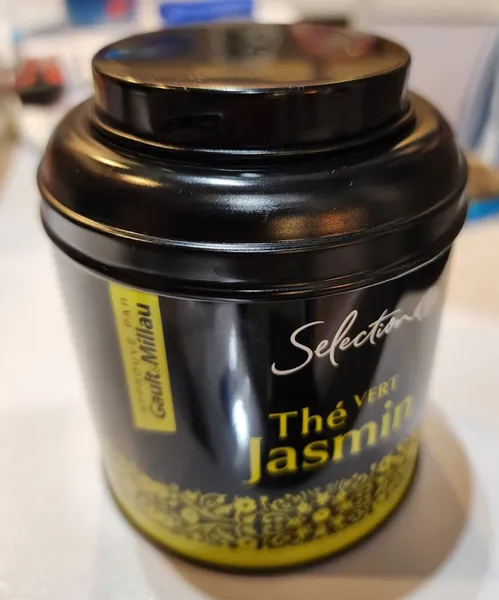 APPROUVÉ PAR
Gault&Millau
Selection
Thé VERT
Jasmin